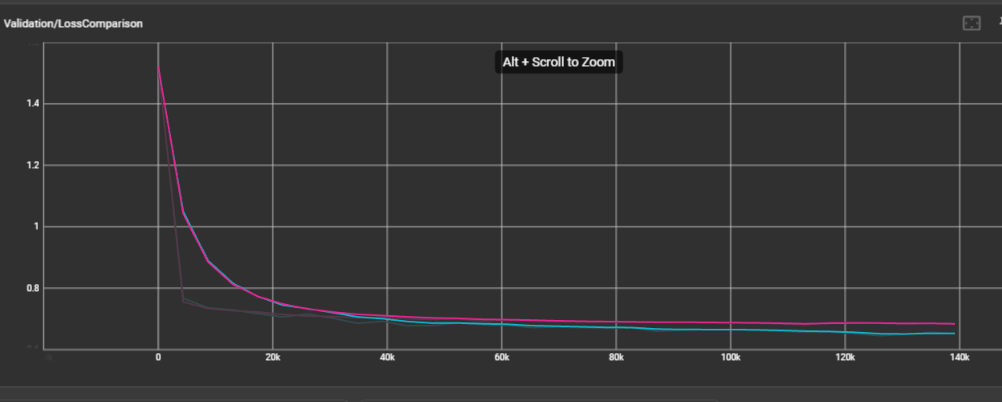 Validation/LossComparison
Alt + Scroll to Zoom
1.4
1.2
1
0.8
0 20k 40k 60k 80k 100k 120k 140k